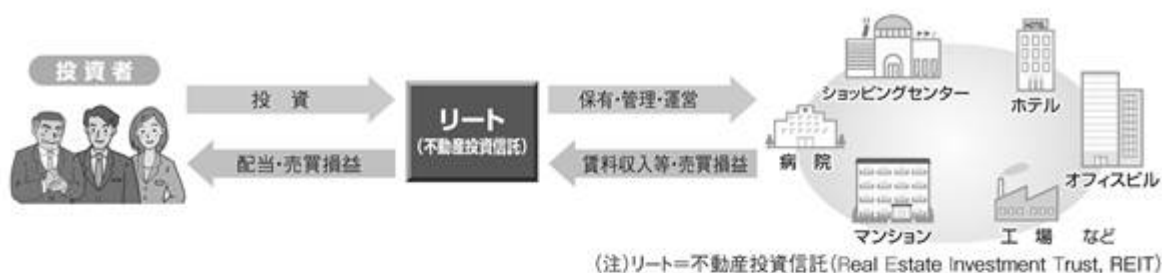 投資者
投 資
配当・売買損益
リート
(不動産投資信託)
保有・管理・運営
賃料収入等・売買損益
ショッピングセンター
HOTEL
ホテル
病 院
オフィスビル
マンション
工 場 など
(注)リート=不動産投資信託(Real Estate Investment Trust, REIT)